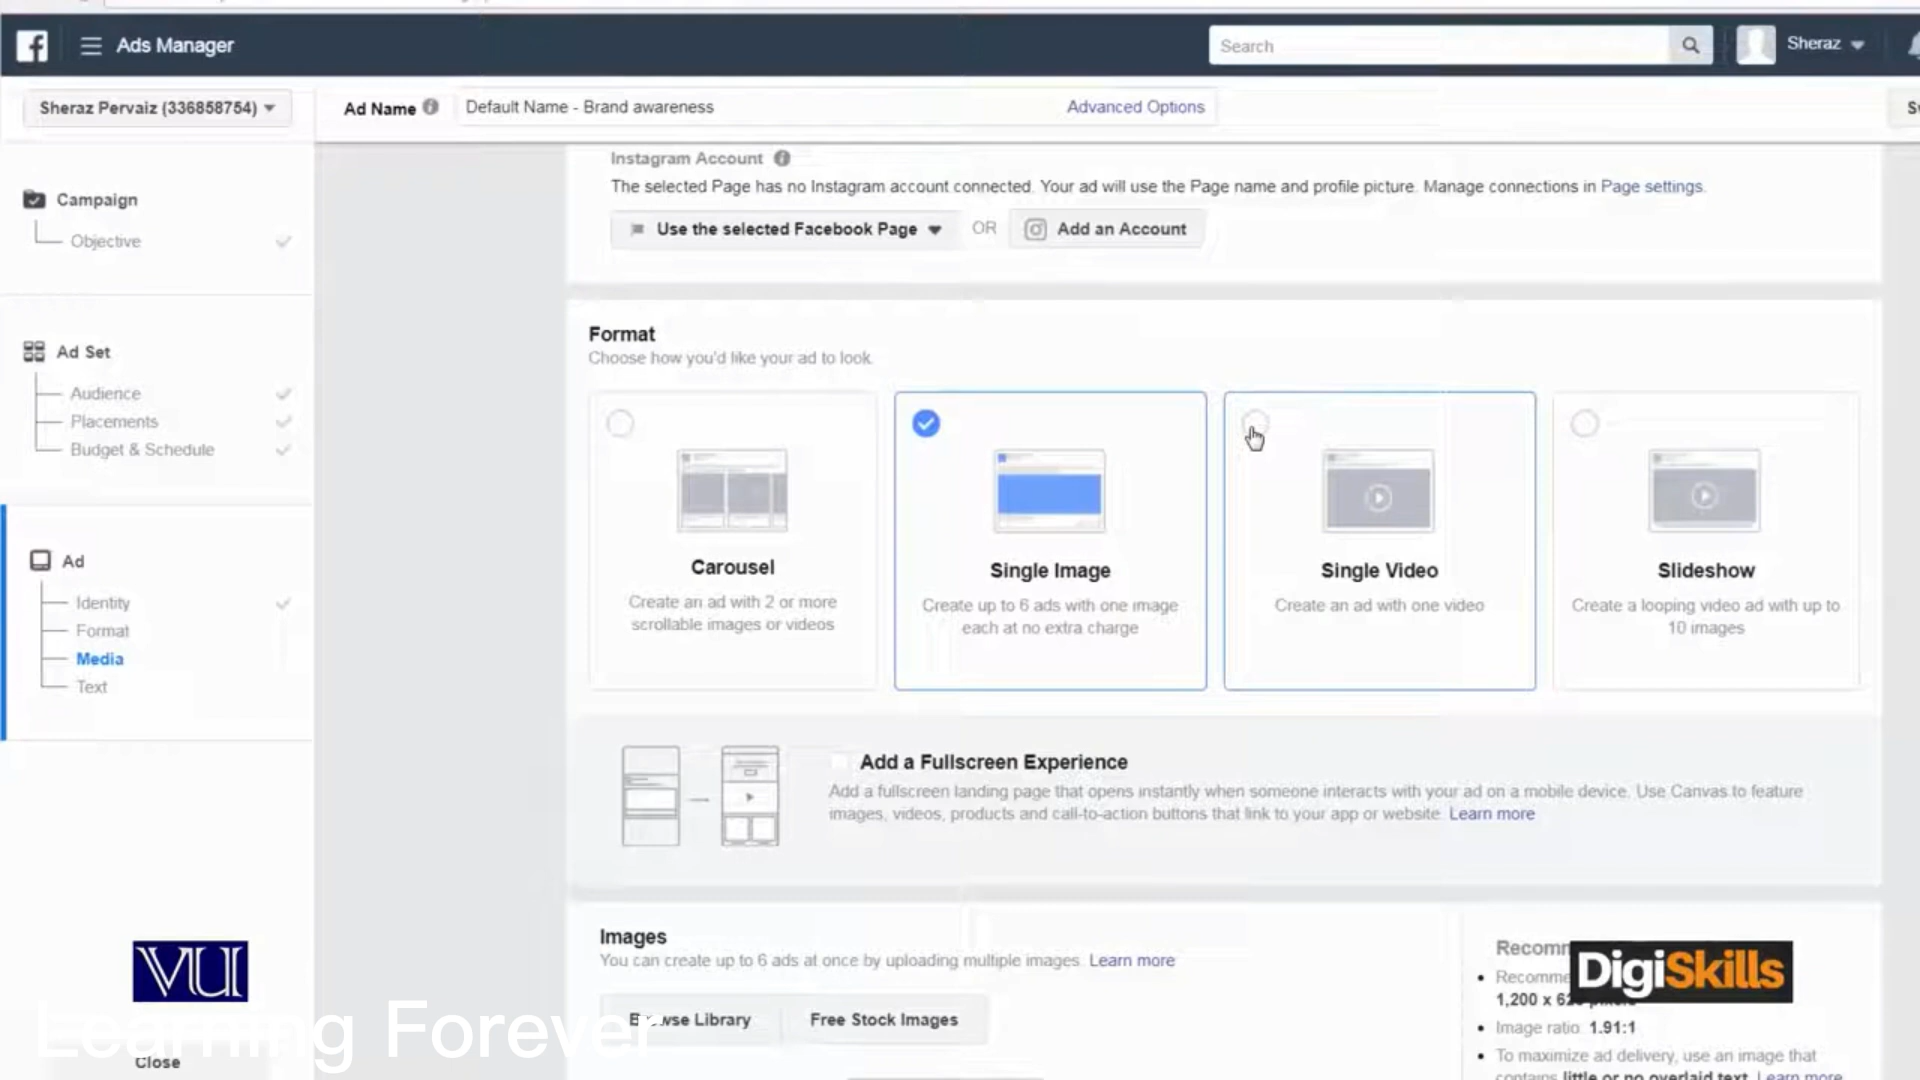 Ads Manager
Search
Sheraz
Sheraz Pervaiz (336858754)
Ad Name
Default Name - Brand awareness
Advanced Options
Campaign
Objective
Ad Set
Audience
Placements
Budget & Schedule
Ad
Identity
Format
Media
Text
Close
Instagram Account
The selected Page has no Instagram account connected. Your ad will use the Page name and profile picture. Manage connections in Page settings.
Use the selected Facebook Page
OR
Add an Account
Format
Choose how you'd like your ad to look.
Carousel
Create an ad with 2 or more
scrollable images or videos
Single Image
Create up to 6 ads with one image
each at no extra charge
Single Video
Create an ad with one video
Slideshow
Create a looping video ad with up to
10 images
Add a Fullscreen Experience
Add a fullscreen landing page that opens instantly when someone interacts with your ad on a mobile device. Use Canvas to feature
images, videos, products and call-to-action buttons that link to your app or website. Learn more
Images
You can create up to 6 ads at once by uploading multiple images. Learn more
Browse Library
Free Stock Images
Image ratio: 1.91:1
To maximize ad delivery, use an image that
contains little or no overlaid text. Learn more
VU
DigiSkills
Learning Forever